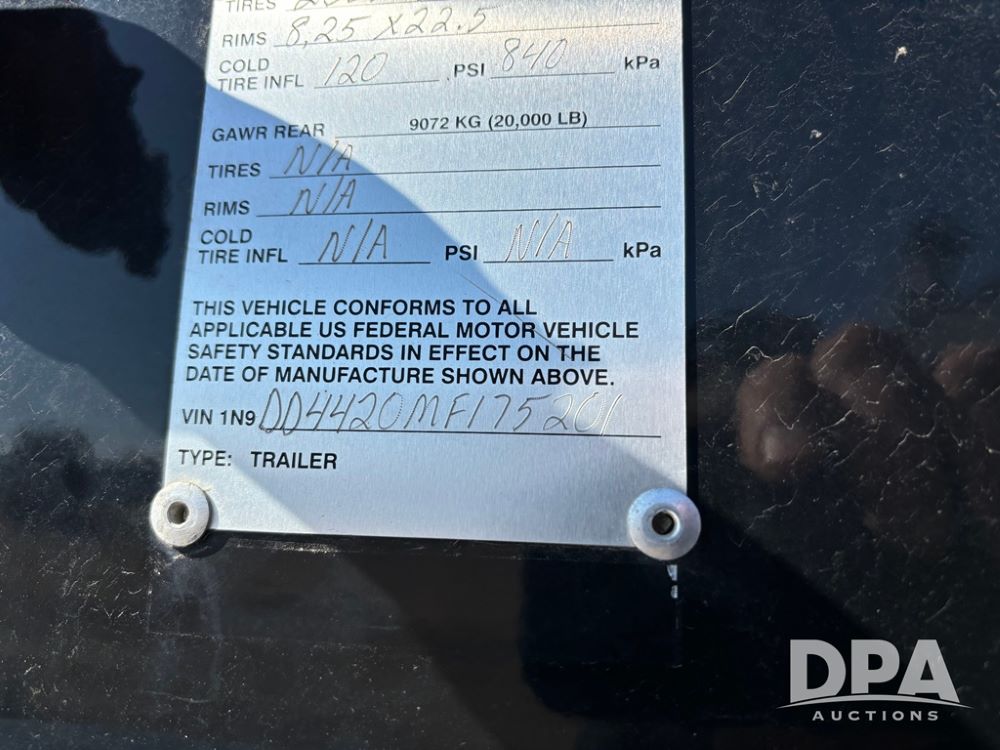 TIRES
RIMS 8,25 X 22.5
COLD
TIRE INFL 120 PSI 840 kPa
GAWR REAR 9072 KG (20,000 LB)
TIRES N/A
RIMS N/A
COLD
TIRE INFL N/A PSI N/A kPa
THIS VEHICLE CONFORMS TO ALL
APPLICABLE US FEDERAL MOTOR VEHICLE
SAFETY STANDARDS IN EFFECT ON THE
DATE OF MANUFACTURE SHOWN ABOVE.
VIN 1N9 DD4420MF175201
TYPE: TRAILER
DPA
AUCTIONS